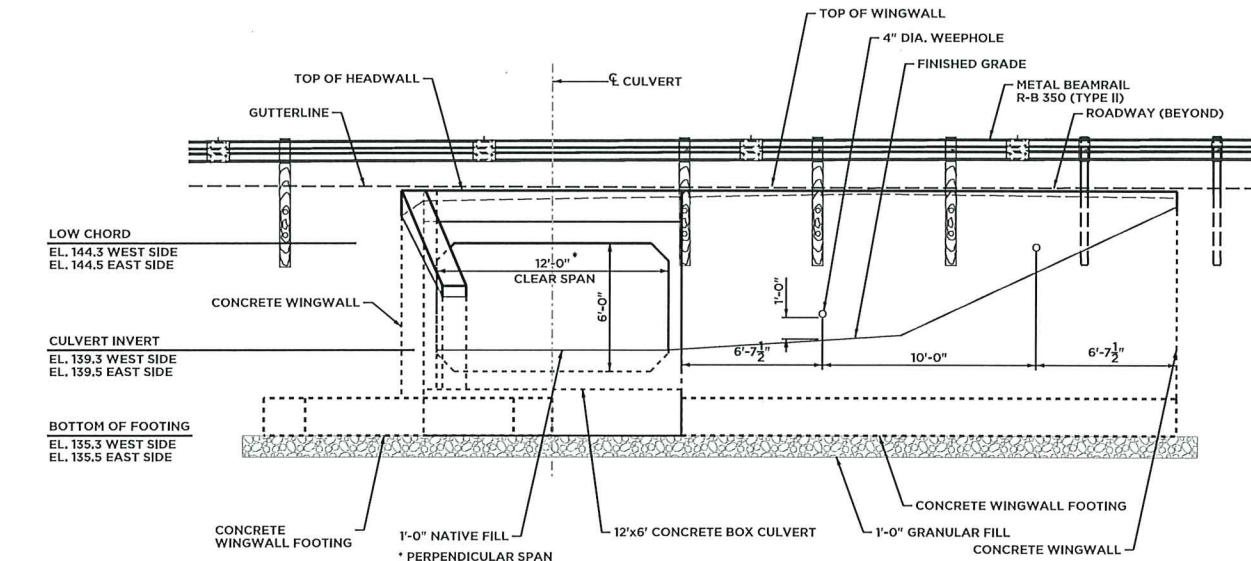 TOP OF WINGWALL
4" DIA. WEEPHOLE
FINISHED GRADE
METAL BEAMRAIL
R-B 350 (TYPE II)
ROADWAY (BEYOND)
TOP OF HEADWALL
℄ CULVERT
GUTTERLINE
LOW CHORD
EL. 144.3 WEST SIDE
EL. 144.5 EAST SIDE
12'-0" *
CLEAR SPAN
6'-0"
1'-0"
CONCRETE WINGWALL
CULVERT INVERT
EL. 139.3 WEST SIDE
EL. 139.5 EAST SIDE
6'-7 1/2"
10'-0"
6'-7 1/2"
BOTTOM OF FOOTING
EL. 135.3 WEST SIDE
EL. 135.5 EAST SIDE
CONCRETE
WINGWALL FOOTING
1'-0" NATIVE FILL
* PERPENDICULAR SPAN
12'x6' CONCRETE BOX CULVERT
CONCRETE WINGWALL FOOTING
1'-0" GRANULAR FILL
CONCRETE WINGWALL